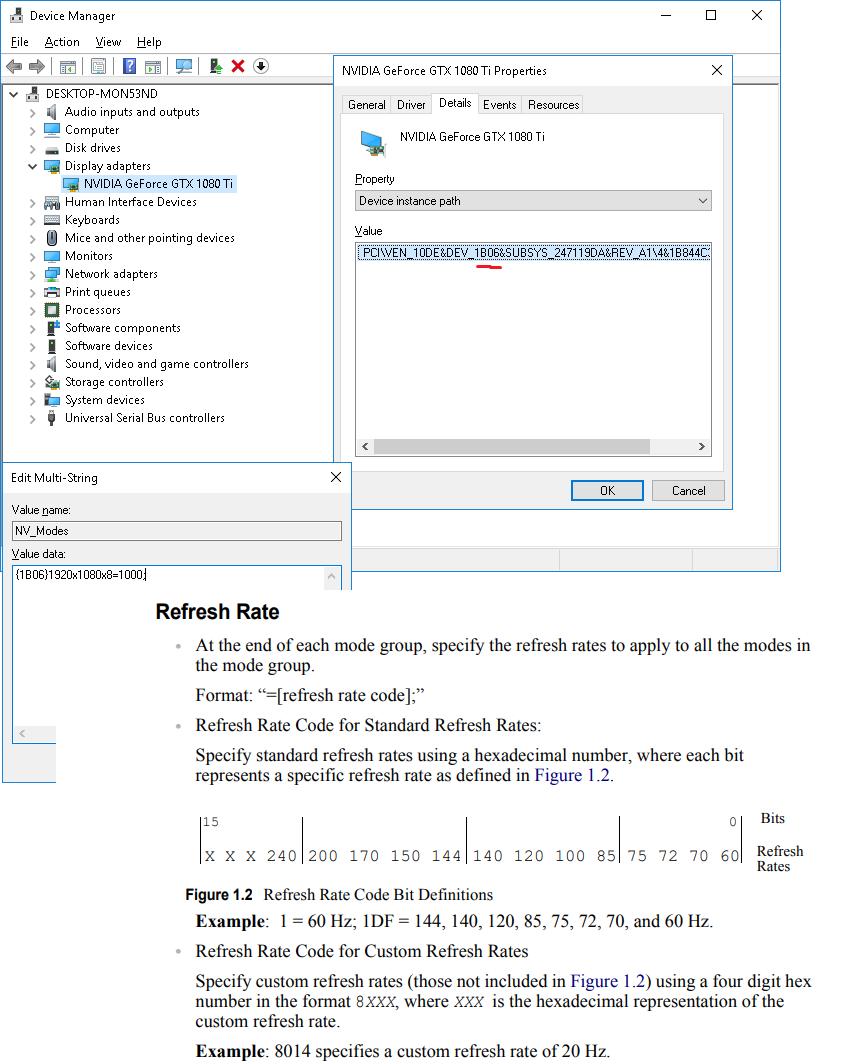 Device Manager
File Action View Help
DESKTOP-MON53ND
Audio inputs and outputs
Computer
Disk drives
Display adapters
NVIDIA GeForce GTX 1080 Ti
Human Interface Devices
Keyboards
Mice and other pointing devices
Monitors
Network adapters
Print queues
Processors
Software components
Software devices
Sound, video and game controllers
Storage controllers
System devices
Universal Serial Bus controllers
NVIDIA GeForce GTX 1080 Ti Properties
General Driver Details Events Resources
NVIDIA GeForce GTX 1080 Ti
Property
Device instance path
Value
PCI\VEN_10DE&DEV_1B06&SUBSYS_247119DA&REV_A1\4&1B844C
OK Cancel
Edit Multi-String
Value name:
NV_Modes
Value data:
{1B06}1920x1080x8=1000;
Refresh Rate
• At the end of each mode group, specify the refresh rates to apply to all the modes in
the mode group.
Format: “=[refresh rate code];”
• Refresh Rate Code for Standard Refresh Rates:
Specify standard refresh rates using a hexadecimal number, where each bit
represents a specific refresh rate as defined in Figure 1.2.
15 0 Bits
X X X 240 200 170 150 144 140 120 100 85 75 72 70 60 Refresh
Rates
Figure 1.2 Refresh Rate Code Bit Definitions
Example: 1 = 60 Hz; 1DF = 144, 140, 120, 85, 75, 72, 70, and 60 Hz.
• Refresh Rate Code for Custom Refresh Rates
Specify custom refresh rates (those not included in Figure 1.2) using a four digit hex
number in the format 8XXX, where XXX is the hexadecimal representation of the
custom refresh rate.
Example: 8014 specifies a custom refresh rate of 20 Hz.